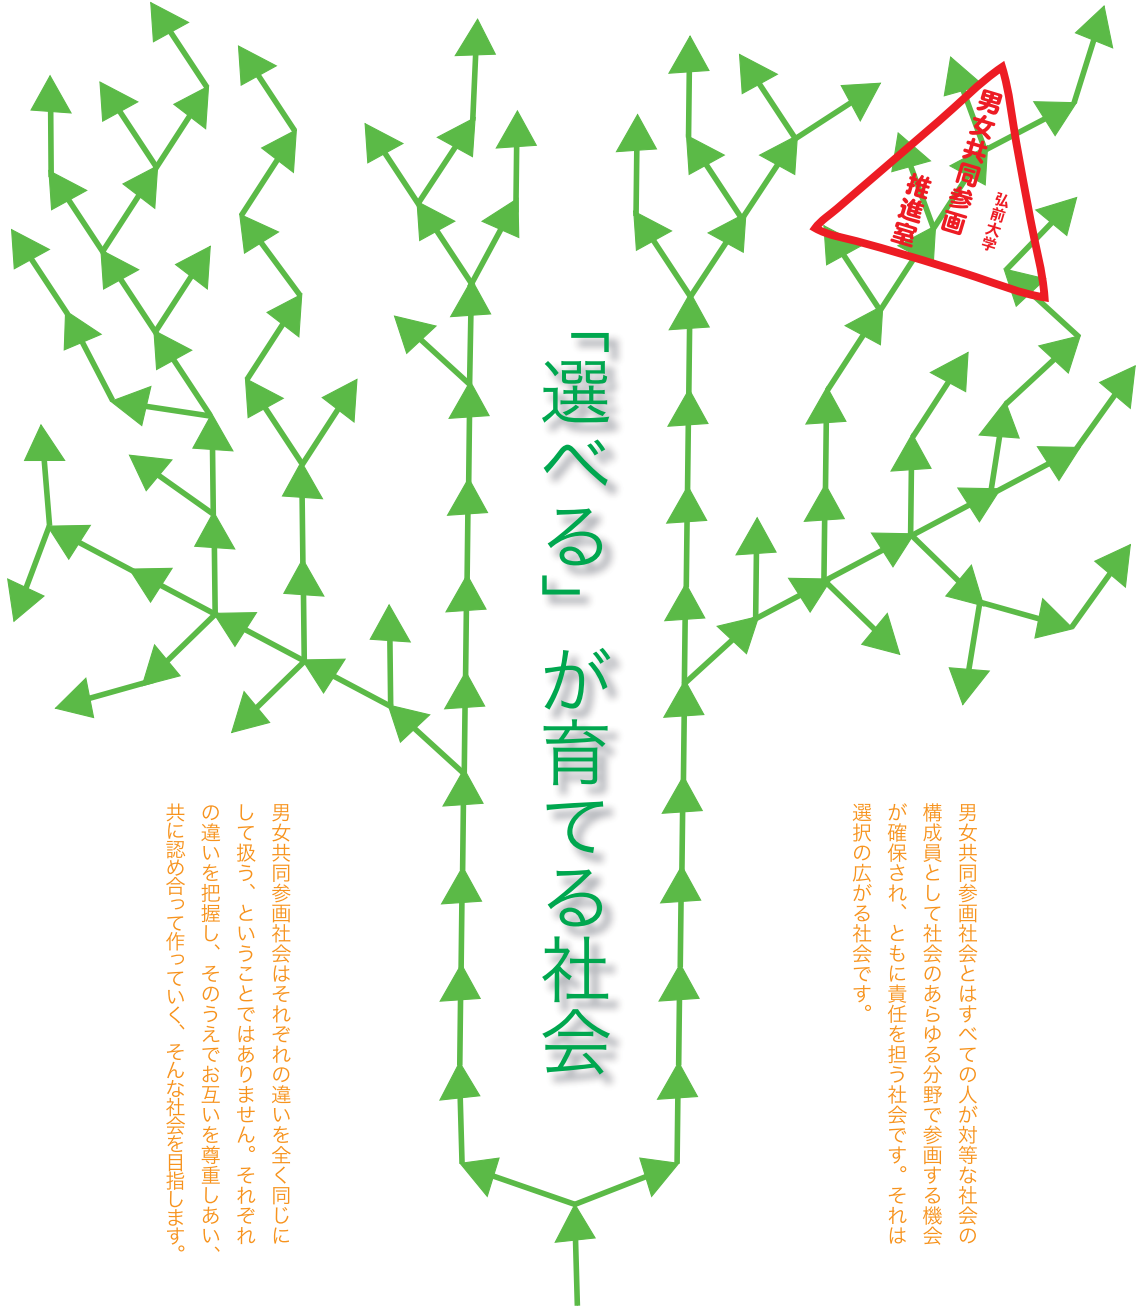 弘前大学
男女共同参画
推進室
「選べる」が育てる社会
男女共同参画社会とはすべての人が対等な社会の
構成員として社会のあらゆる分野で参画する機会
が確保され、ともに責任を担う社会です。それは
選択の広がる社会です。
男女共同参画社会はそれぞれの違いを全く同じに
して扱う、ということではありません。それぞれ
の違いを把握し、そのうえでお互いを尊重しあい、
共に認め合って作っていく、そんな社会を目指します。